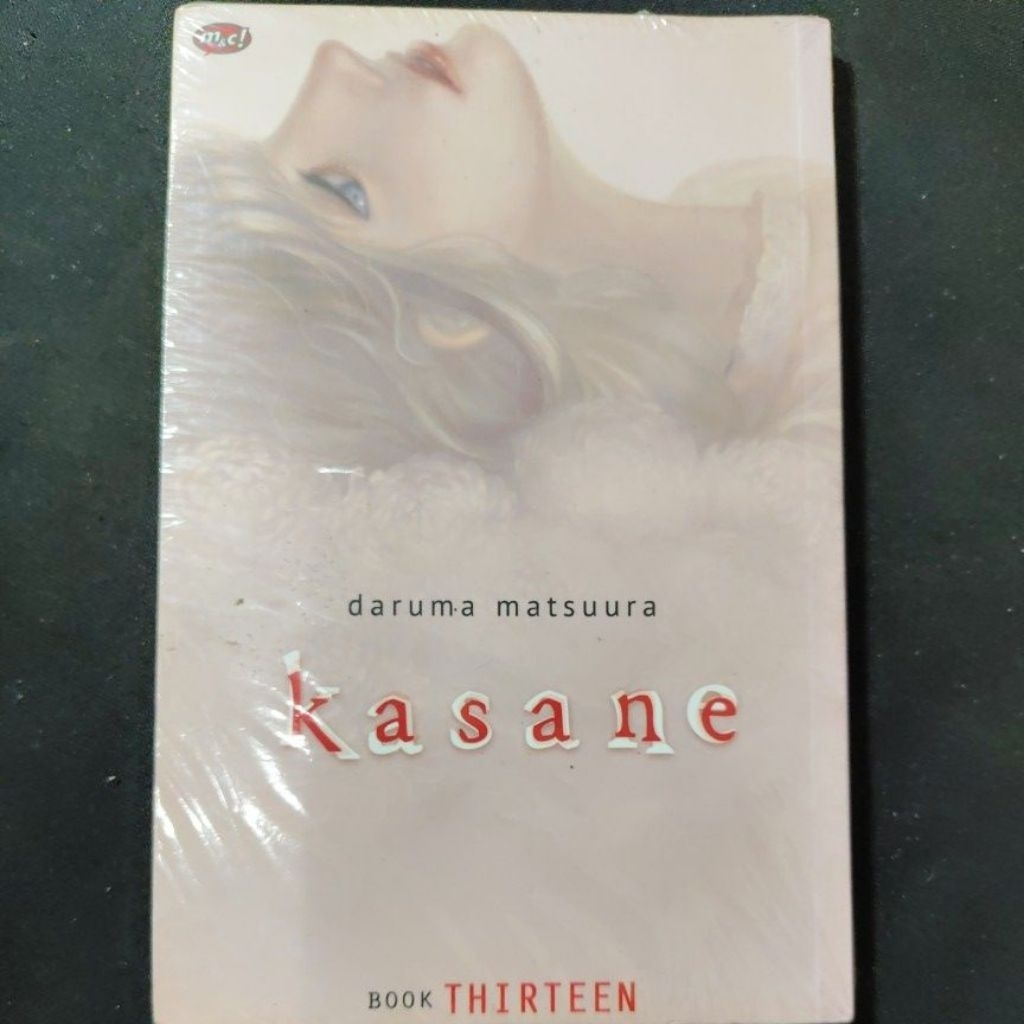 m&c!
daruma matsuura
kasane
BOOK THIRTEEN